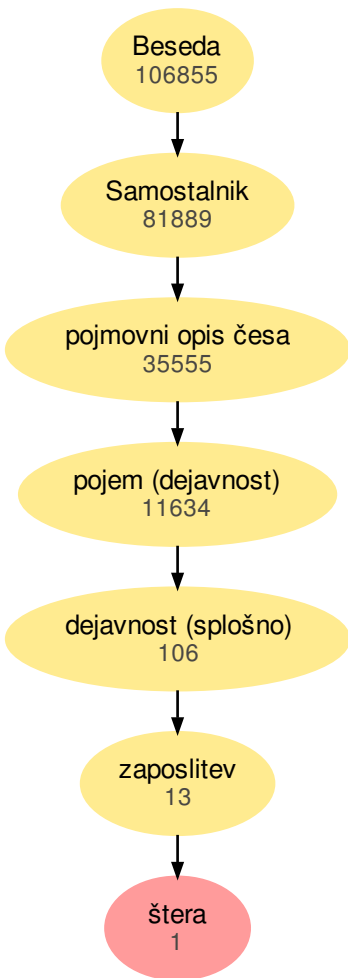 Beseda
106855
Samostalnik
81889
pojmovni opis česa
35555
pojem (dejavnost)
11634
dejavnost (splošno)
106
zaposlitev
13
štera
1